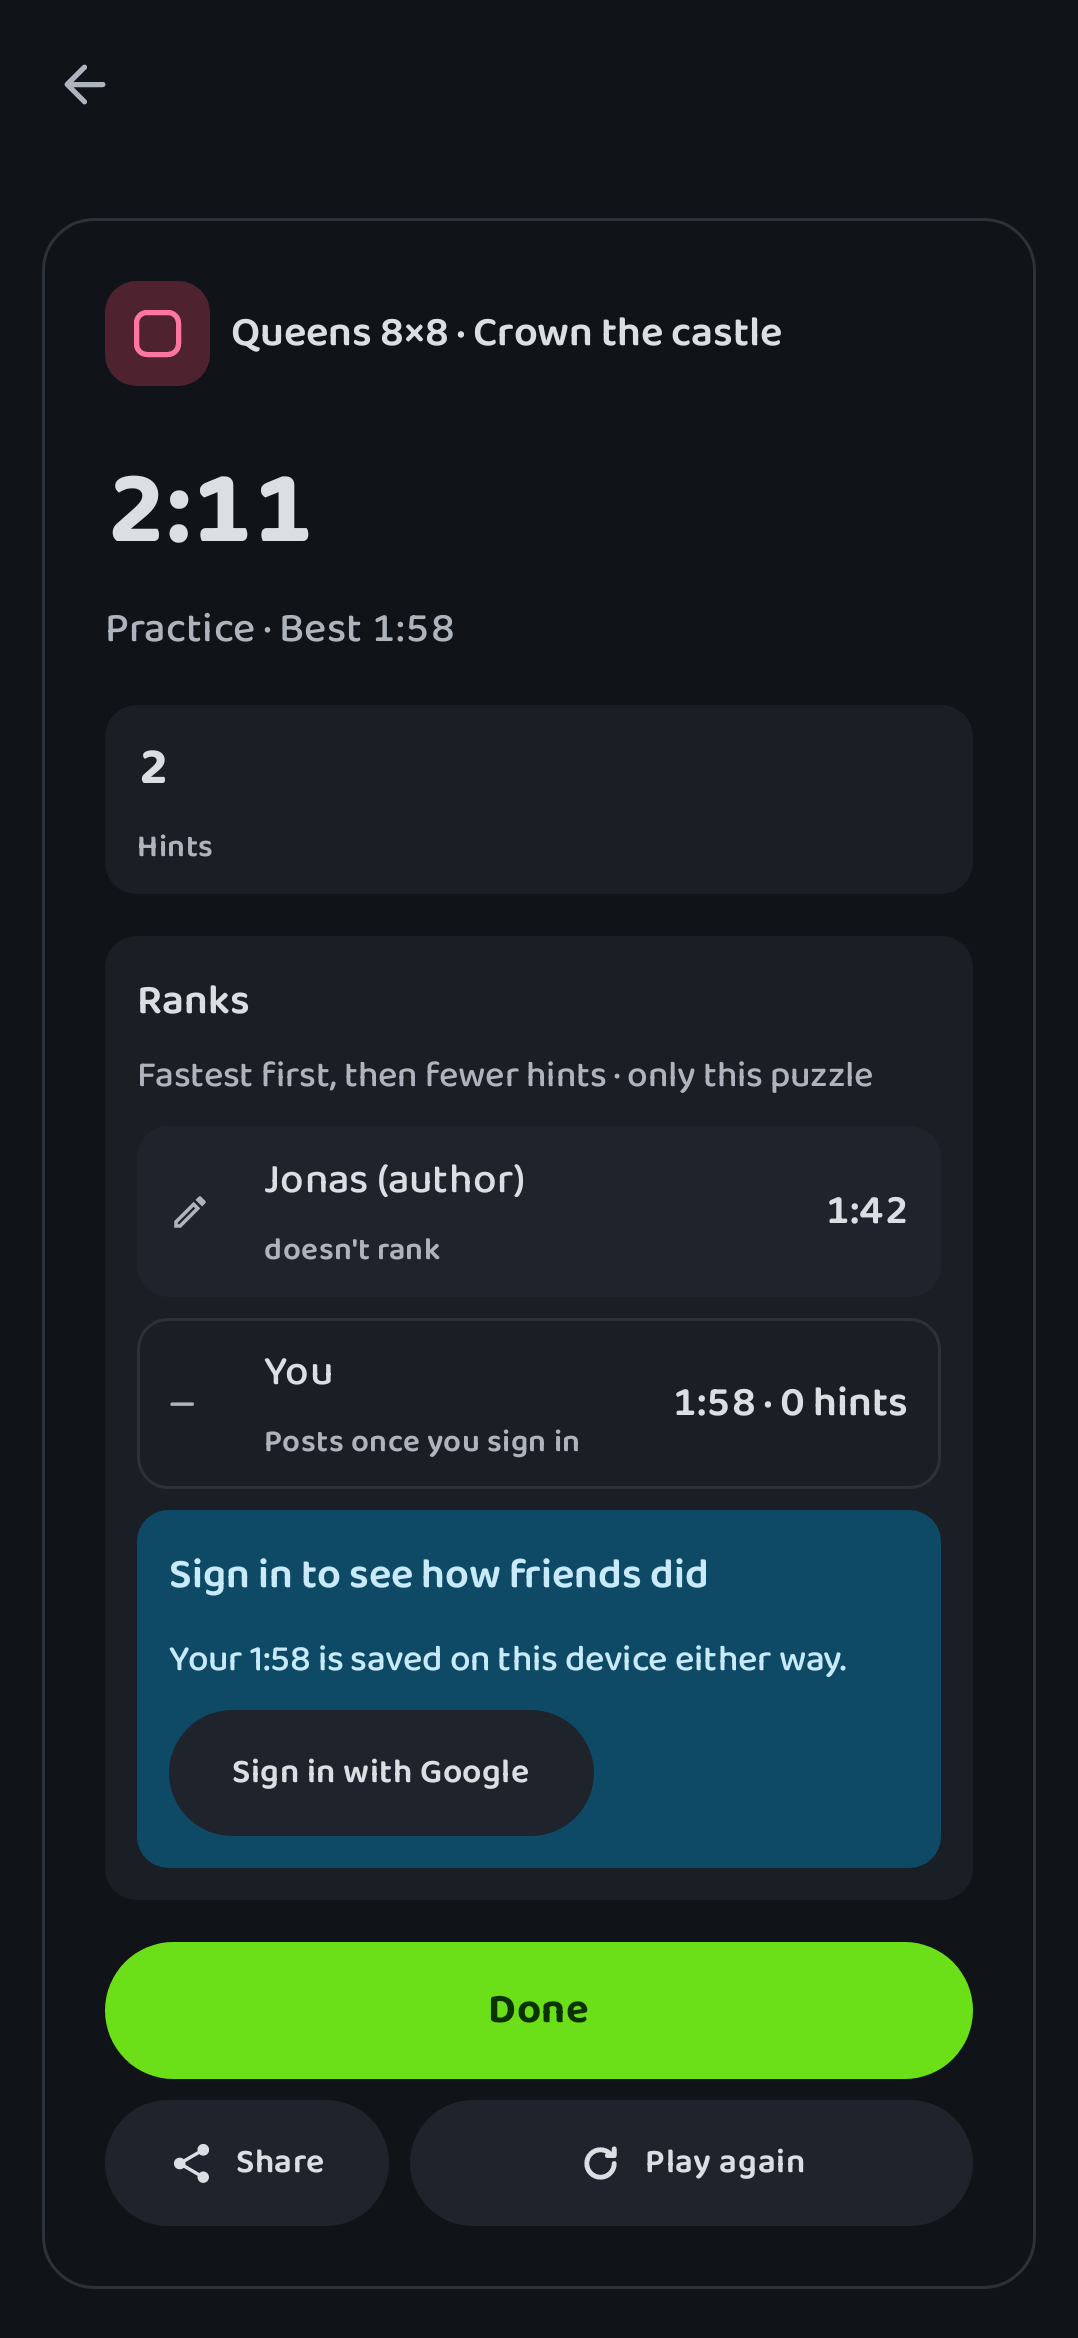 Queens 8×8 · Crown the castle
2:11
Practice · Best 1:58
2
Hints
Ranks
Fastest first, then fewer hints · only this puzzle
Jonas (author)
doesn't rank
1:42
–
You
Posts once you sign in
1:58 · 0 hints
Sign in to see how friends did
Your 1:58 is saved on this device either way.
Sign in with Google
Done
Share
Play again